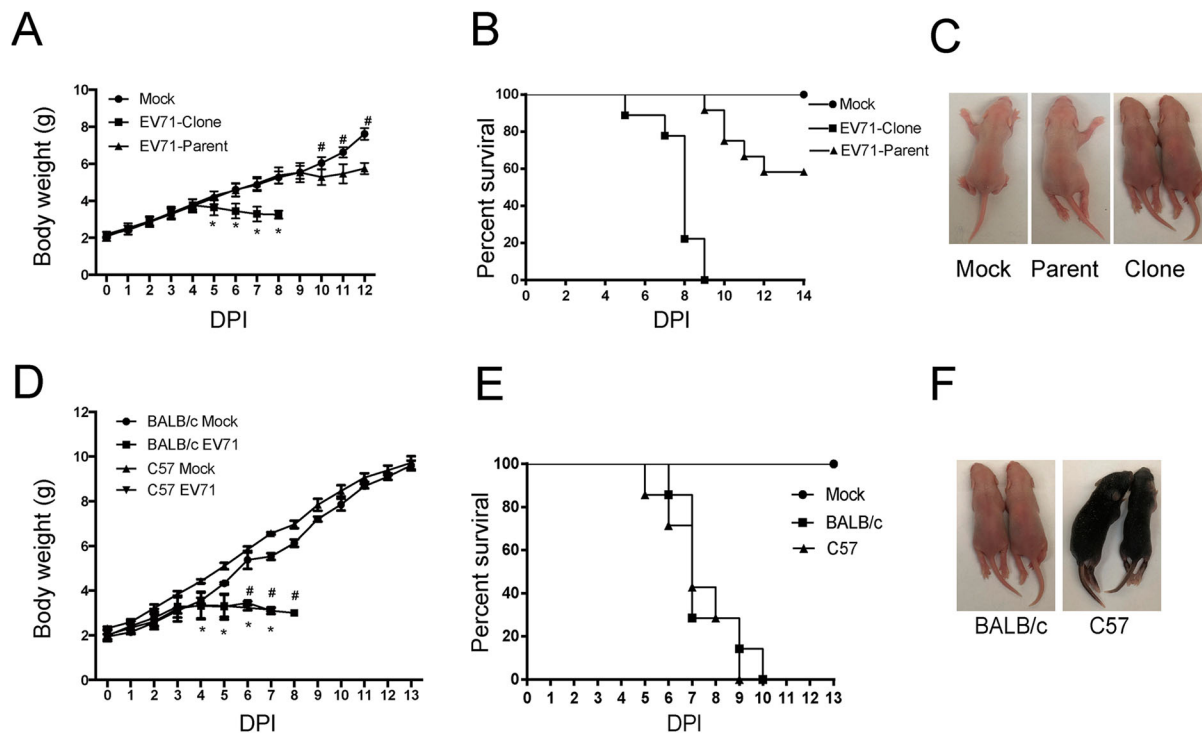 A
Body weight (g)
10
8
6
4
2
0
Mock
EV71-Clone
EV71-Parent
# # #
* * * *
0 1 2 3 4 5 6 7 8 9 10 11 12
DPI
B
Percent surviral
100
80
60
40
20
0
Mock
EV71-Clone
EV71-Parent
0 2 4 6 8 10 12 14
DPI
C
Mock Parent Clone
D
Body weight (g)
12
10
8
6
4
2
0
BALB/c Mock
BALB/c EV71
C57 Mock
C57 EV71
# # #
* * * *
0 1 2 3 4 5 6 7 8 9 10 11 12 13
DPI
E
Percent surviral
100
80
60
40
20
0
Mock
BALB/c
C57
0 1 2 3 4 5 6 7 8 9 10 11 12 13
DPI
F
BALB/c C57